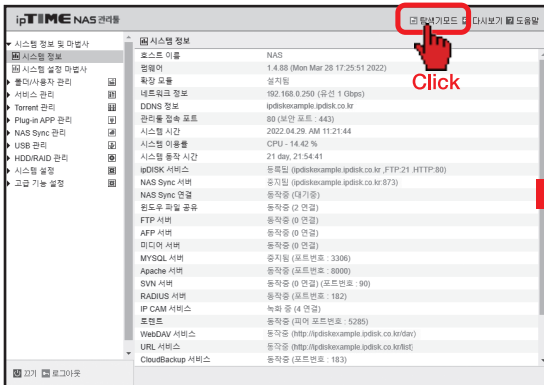 ipTIME NAS 관리툴
탐색기모드 다시보기 도움말
Click
시스템 정보 및 마법사
시스템 정보
시스템 설정 마법사
폴더/사용자 관리
서비스 관리
Torrent 관리
Plug-in APP 관리
NAS Sync 관리
USB 관리
HDD/RAID 관리
시스템 설정
고급 기능 설정
끄기 로그아웃
시스템 정보
호스트 이름 NAS
펌웨어 1.4.88 (Mon Mar 28 17:25:51 2022)
확장 모듈 설치됨
네트워크 정보 192.168.0.250 (유선 1 Gbps)
DDNS 정보 ipdiskexample.ipdisk.co.kr
관리툴 접속 포트 80 (보안 포트 : 443)
시스템 시간 2022.04.29. AM 11:21:44
시스템 이용률 CPU - 14.42 %
시스템 동작 시간 21 day, 21:54:41
ipDISK 서비스 등록됨 (ipdiskexample.ipdisk.co.kr ,FTP:21 ,HTTP:80)
NAS Sync 서버 중지됨 (ipdiskexample.ipdisk.co.kr:873)
NAS Sync 연결 동작중 (대기중)
윈도우 파일 공유 동작중 (2 연결)
FTP 서버 동작중 (0 연결)
AFP 서버 동작중 (0 연결)
미디어 서버 동작중 (0 연결)
MYSQL 서버 중지됨 (포트번호 : 3306)
Apache 서버 동작중 (포트번호 : 8000)
SVN 서버 동작중 (0 연결) (포트번호 : 90)
RADIUS 서버 동작중 (포트번호 : 182)
IP CAM 서비스 녹화 중 (4 연결)
토렌트 동작중 (피어 포트번호 : 5285)
WebDAV 서비스 동작중 (http://ipdiskexample.ipdisk.co.kr/dav)
URL 서비스 동작중 (http://ipdiskexample.ipdisk.co.kr/list)
CloudBackup 서비스 동작중 (포트번호 : 183)